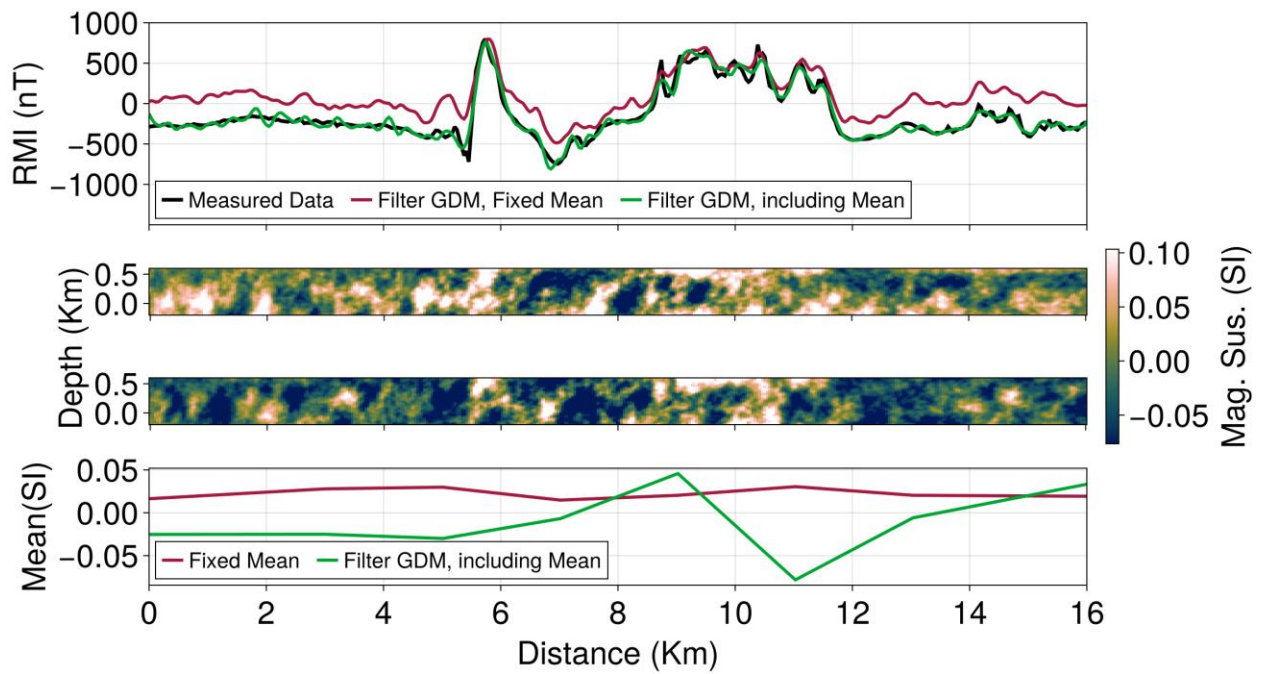 1000
500
0
−500
−1000
RMI (nT)
Measured Data Filter GDM, Fixed Mean Filter GDM, including Mean
0.5
0.0
0.5
0.0
Depth (Km)
0.10
0.05
0.00
−0.05
Mag. Sus. (SI)
0.05
0.00
−0.05
Mean(SI)
Fixed Mean Filter GDM, including Mean
0 2 4 6 8 10 12 14 16
Distance (Km)